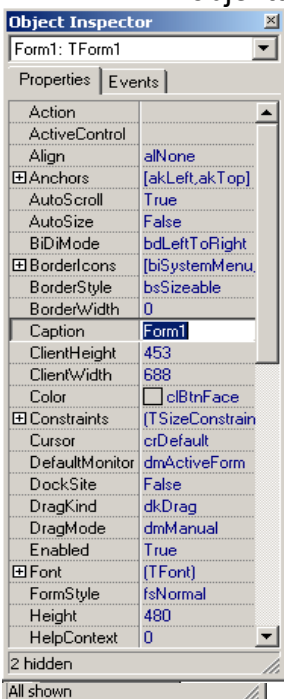 Object Inspector
Form1: TForm1
Properties Events
Action
ActiveControl
Align alNone
Anchors [akLeft,akTop]
AutoScroll True
AutoSize False
BiDiMode bdLeftToRight
BorderIcons [biSystemMenu,
BorderStyle bsSizeable
BorderWidth 0
Caption Form1
ClientHeight 453
ClientWidth 688
Color clBtnFace
Constraints (TSizeConstrain
Cursor crDefault
DefaultMonitor dmActiveForm
DockSite False
DragKind dkDrag
DragMode dmManual
Enabled True
Font (TFont)
FormStyle fsNormal
Height 480
HelpContext 0
2 hidden
All shown